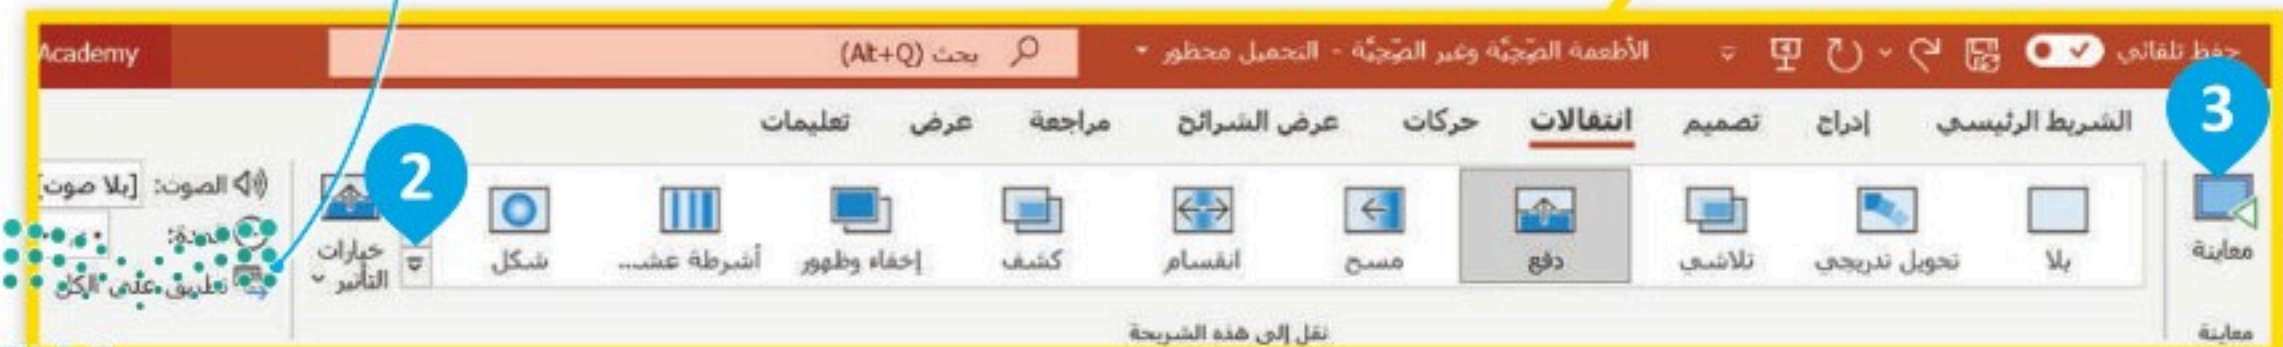 حفظ تلقائي
الأطعمة الصِّحِيَّة وغير الصِّحِيَّة - التحميل محظور
بحث (Alt+Q)
Academy
الشريط الرئيسي إدراج تصميم انتقالات حركات عرض الشرائح مراجعة عرض تعليمات
3
2
معاينة
بلا
تحويل تدريجي
تلاشي
دفع
مسح
انقسام
كشف
إخفاء وظهور
أشرطة عشـ...
شكل
خيارات
التأثير
الصوت: [بلا صوت]
المدة:
تطبيق على الكل
معاينة
نقل إلى هذه الشريحة